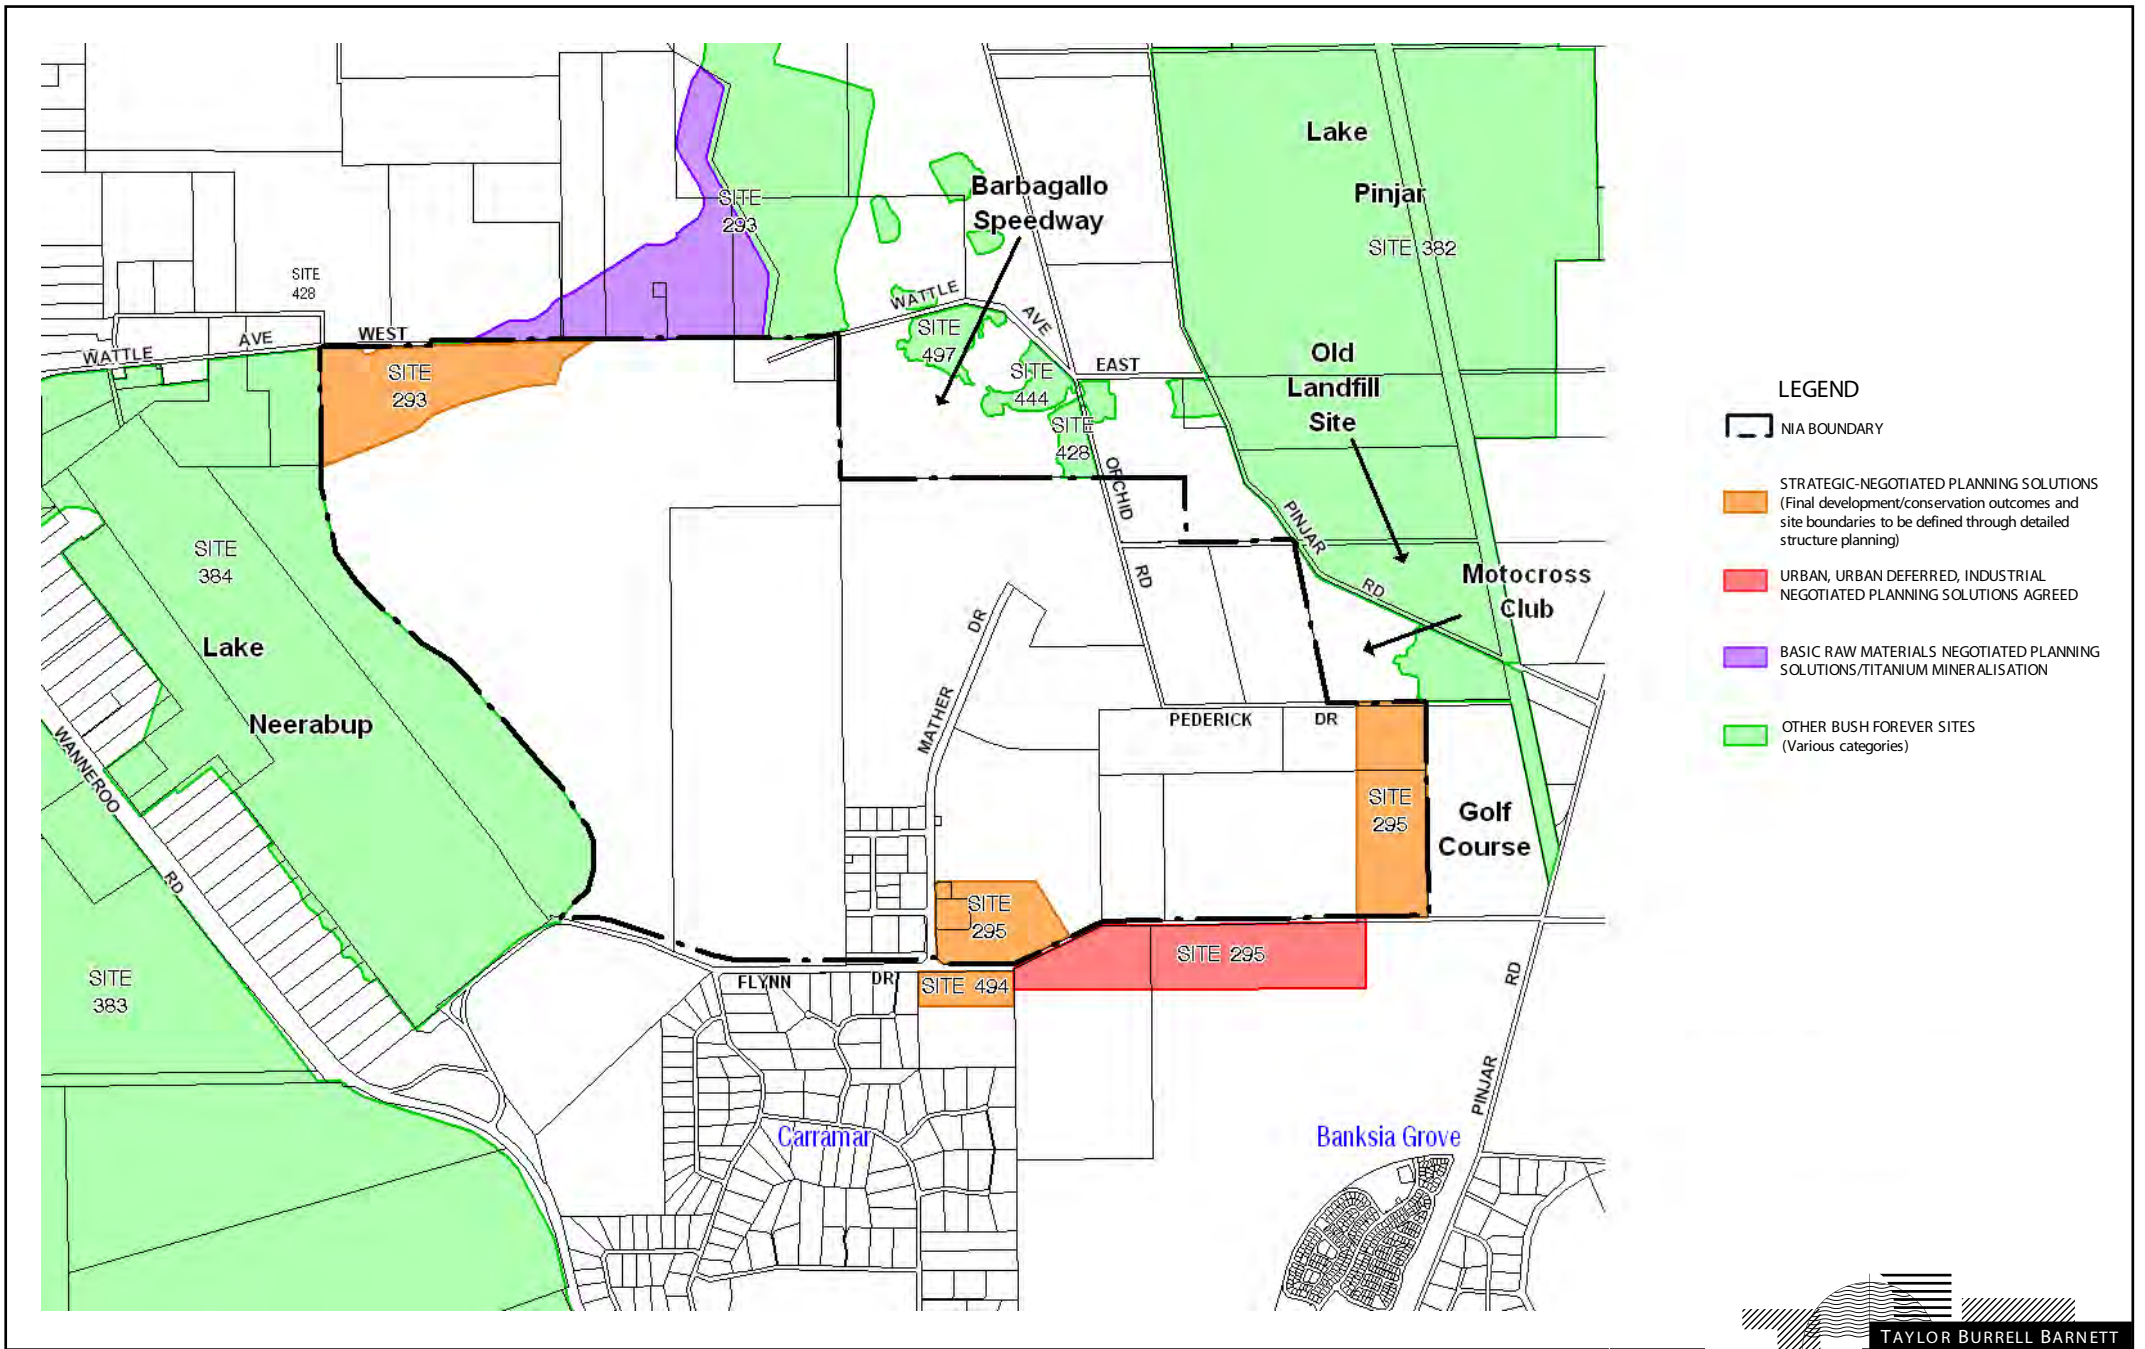 Lake
Pinjar
SITE 382
Barbagallo
Speedway
SITE
293
SITE
428
WATTLE
AVE
WEST
WATTLE
AVE
EAST
SITE
293
SITE
497
SITE
444
SITE
428
Old
Landfill
Site
ORCHID
RD
PINJAR
RD
Motocross
Club
SITE
384
Lake
Neerabup
MATHER
DR
PEDERICK
DR
WANNEROO
RD
SITE
295
Golf
Course
SITE
295
SITE 295
SITE
383
FLYNN
DR
SITE 494
PINJAR
RD
Carramar
Banksia Grove
LEGEND
NIA BOUNDARY
STRATEGIC-NEGOTIATED PLANNING SOLUTIONS
(Final development/conservation outcomes and
site boundaries to be defined through detailed
structure planning)
URBAN, URBAN DEFERRED, INDUSTRIAL
NEGOTIATED PLANNING SOLUTIONS AGREED
BASIC RAW MATERIALS NEGOTIATED PLANNING
SOLUTIONS/TITANIUM MINERALISATION
OTHER BUSH FOREVER SITES
(Various categories)
TAYLOR BURRELL BARNETT